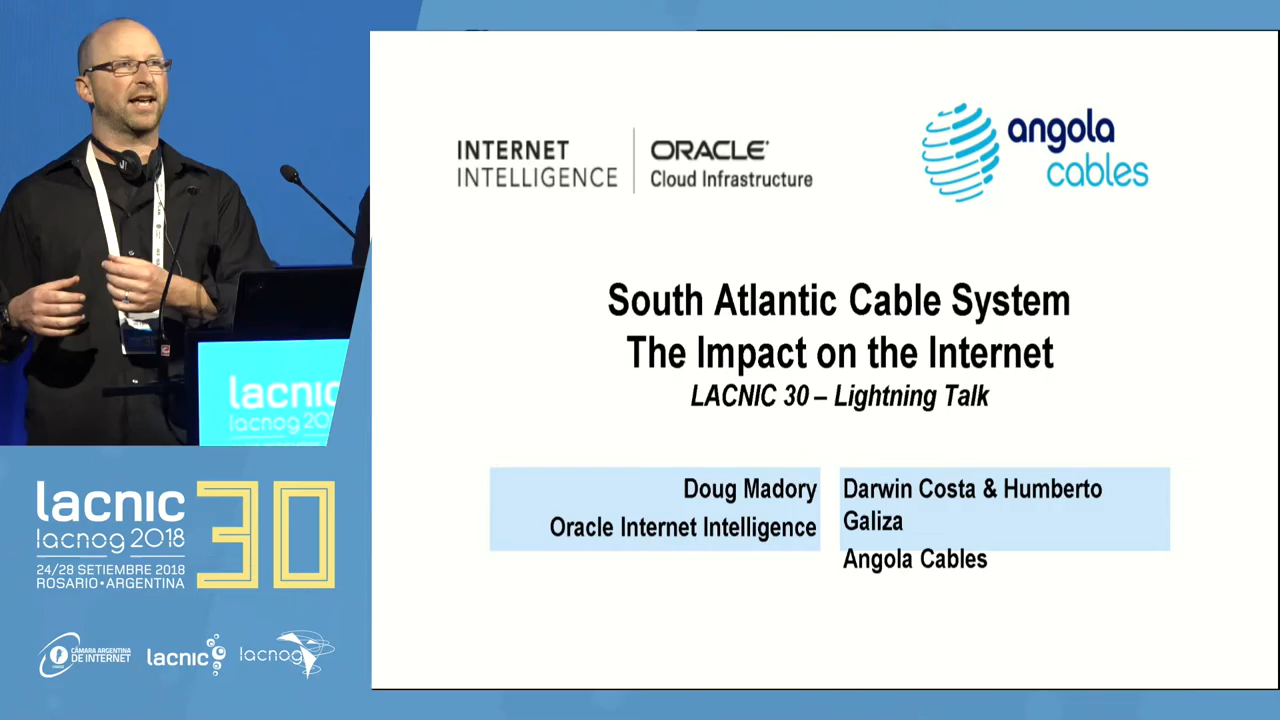 INTERNET
INTELLIGENCE
ORACLE
Cloud Infrastructure
angola
cables
South Atlantic Cable System
The Impact on the Internet
LACNIC 30 – Lightning Talk
Doug Madory
Oracle Internet Intelligence
Darwin Costa & Humberto
Galiza
Angola Cables
lacnic
lacnog 20
lacnic
lacnog 2018
30
24/28 SETIEMBRE 2018
ROSARIO • ARGENTINA
CÁMARA ARGENTINA
DE INTERNET
lacnic
lacnog